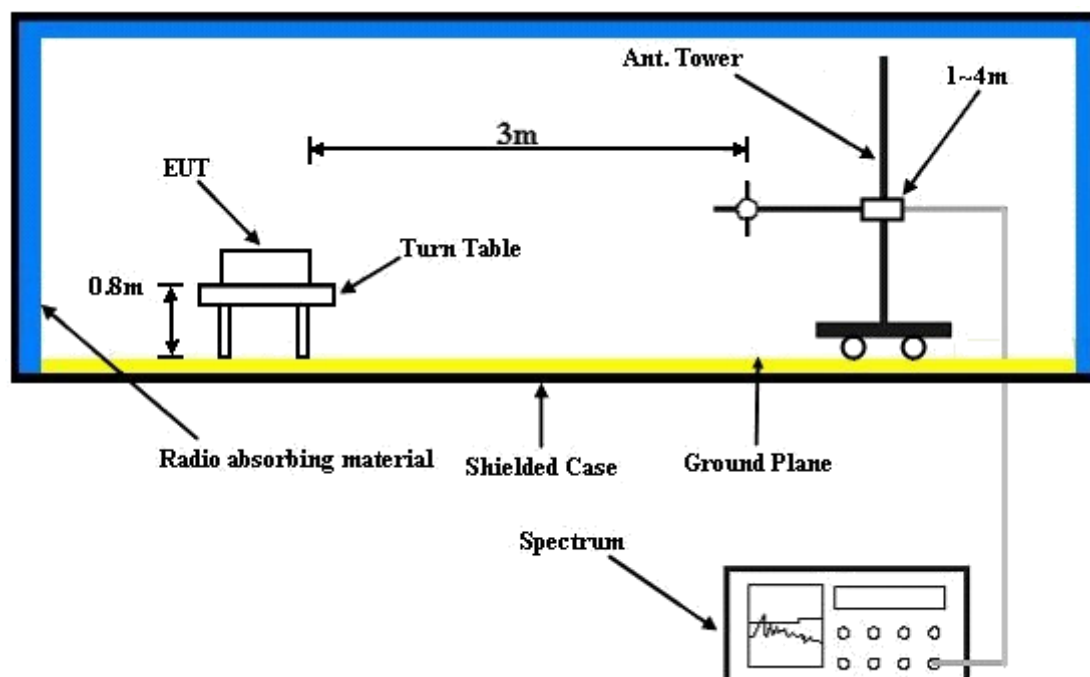 Ant. Tower
1~4m
3m
EUT
Turn Table
0.8m
Radio absorbing material
Shielded Case
Ground Plane
Spectrum